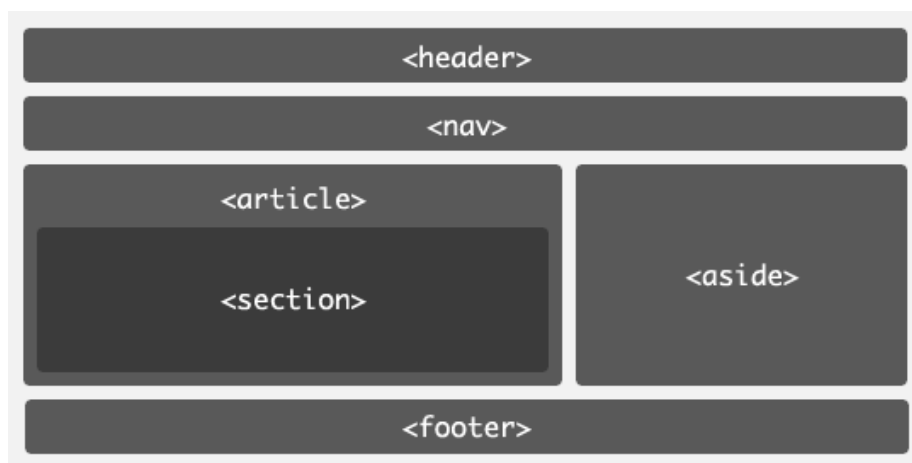 <header>
<nav>
<article>
<section>
<aside>
<footer>